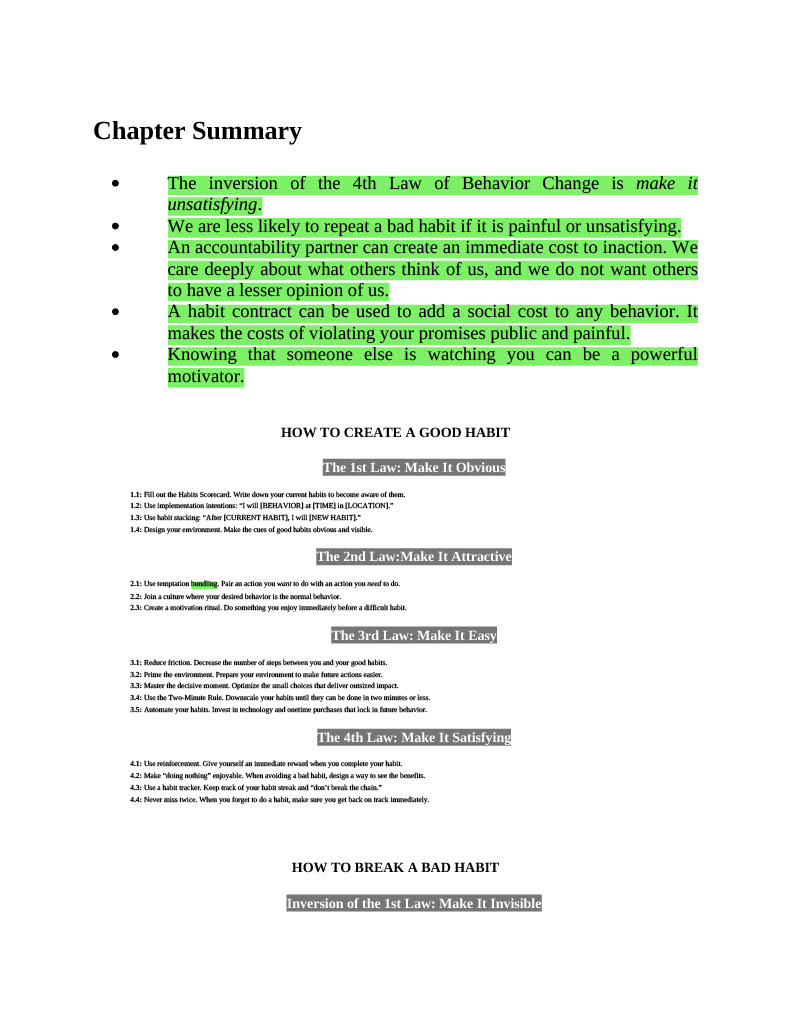 Chapter Summary
• The inversion of the 4th Law of Behavior Change is make it
unsatisfying.
• We are less likely to repeat a bad habit if it is painful or unsatisfying.
• An accountability partner can create an immediate cost to inaction. We
care deeply about what others think of us, and we do not want others
to have a lesser opinion of us.
• A habit contract can be used to add a social cost to any behavior. It
makes the costs of violating your promises public and painful.
• Knowing that someone else is watching you can be a powerful
motivator.
HOW TO CREATE A GOOD HABIT
The 1st Law: Make It Obvious
1.1: Fill out the Habits Scorecard. Write down your current habits to become aware of them.
1.2: Use implementation intentions: “I will [BEHAVIOR] at [TIME] in [LOCATION].”
1.3: Use habit stacking: “After [CURRENT HABIT], I will [NEW HABIT].”
1.4: Design your environment. Make the cues of good habits obvious and visible.
The 2nd Law:Make It Attractive
2.1: Use temptation bundling. Pair an action you want to do with an action you need to do.
2.2: Join a culture where your desired behavior is the normal behavior.
2.3: Create a motivation ritual. Do something you enjoy immediately before a difficult habit.
The 3rd Law: Make It Easy
3.1: Reduce friction. Decrease the number of steps between you and your good habits.
3.2: Prime the environment. Prepare your environment to make future actions easier.
3.3: Master the decisive moment. Optimize the small choices that deliver outsized impact.
3.4: Use the Two-Minute Rule. Downscale your habits until they can be done in two minutes or less.
3.5: Automate your habits. Invest in technology and onetime purchases that lock in future behavior.
The 4th Law: Make It Satisfying
4.1: Use reinforcement. Give yourself an immediate reward when you complete your habit.
4.2: Make “doing nothing” enjoyable. When avoiding a bad habit, design a way to see the benefits.
4.3: Use a habit tracker. Keep track of your habit streak and “don’t break the chain.”
4.4: Never miss twice. When you forget to do a habit, make sure you get back on track immediately.
HOW TO BREAK A BAD HABIT
Inversion of the 1st Law: Make It Invisible